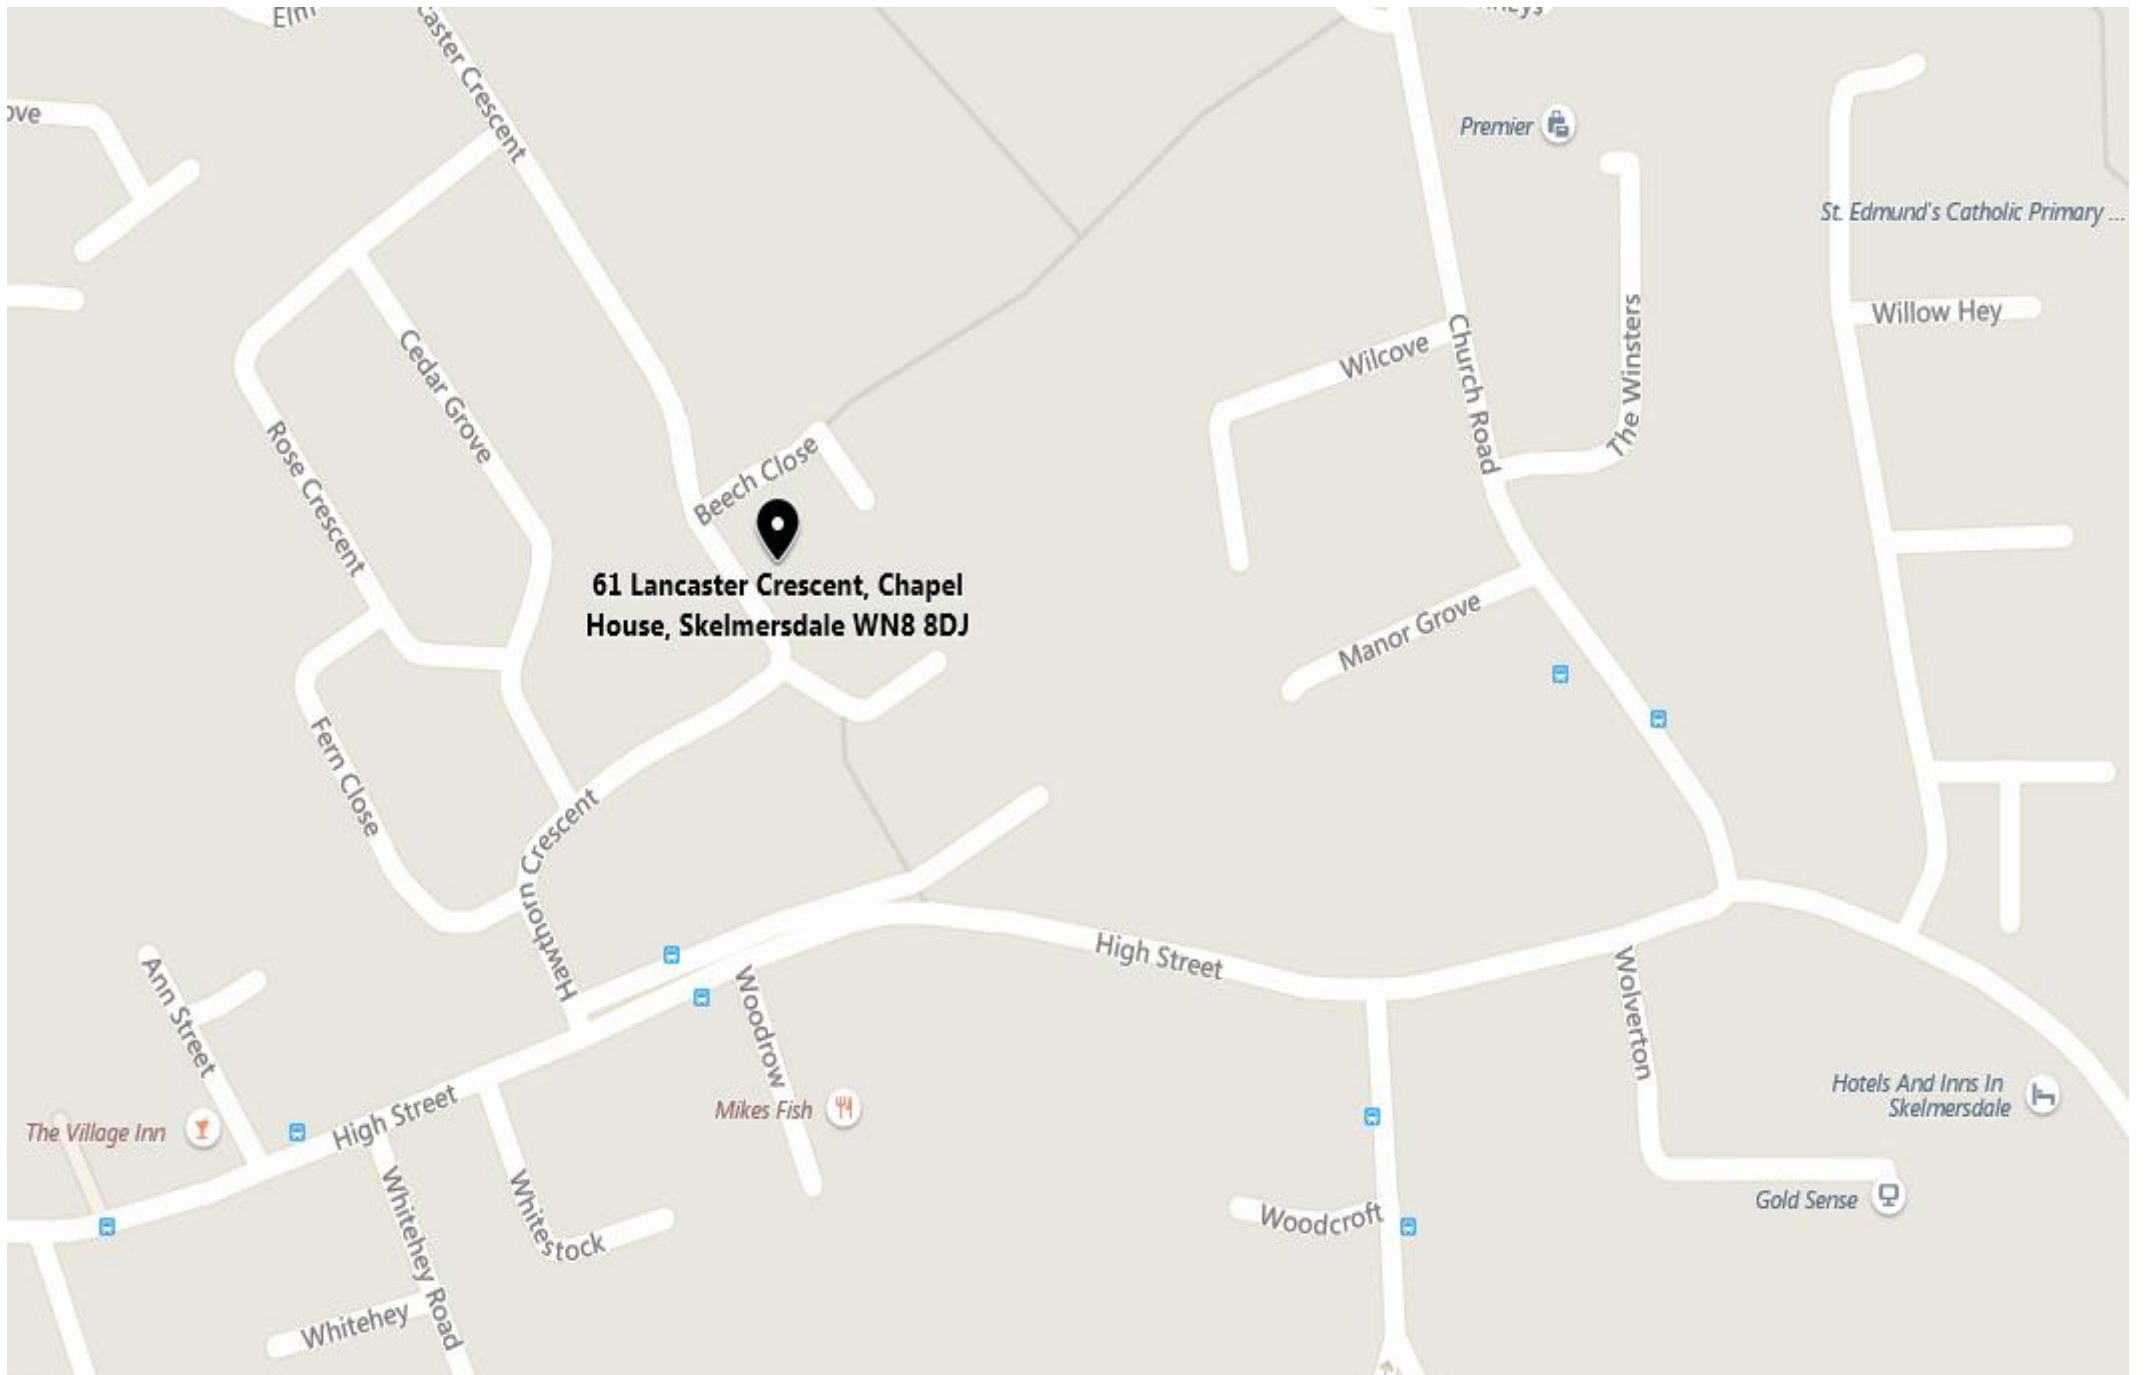 Elm
caster Crescent
Premier
St. Edmund's Catholic Primary ...
Willow Hey
Wilcove
Church Road
The Winsters
Cedar Grove
Rose Crescent
Beech Close
61 Lancaster Crescent, Chapel
House, Skelmersdale WN8 8DJ
Manor Grove
Fern Close
Hawthorn Crescent
High Street
Ann Street
Woodrow
Wolverton
Hotels And Inns In
Skelmersdale
Mikes Fish
High Street
The Village Inn
Whitehey Road
Whitestock
Woodcroft
Gold Sense
Whitehey